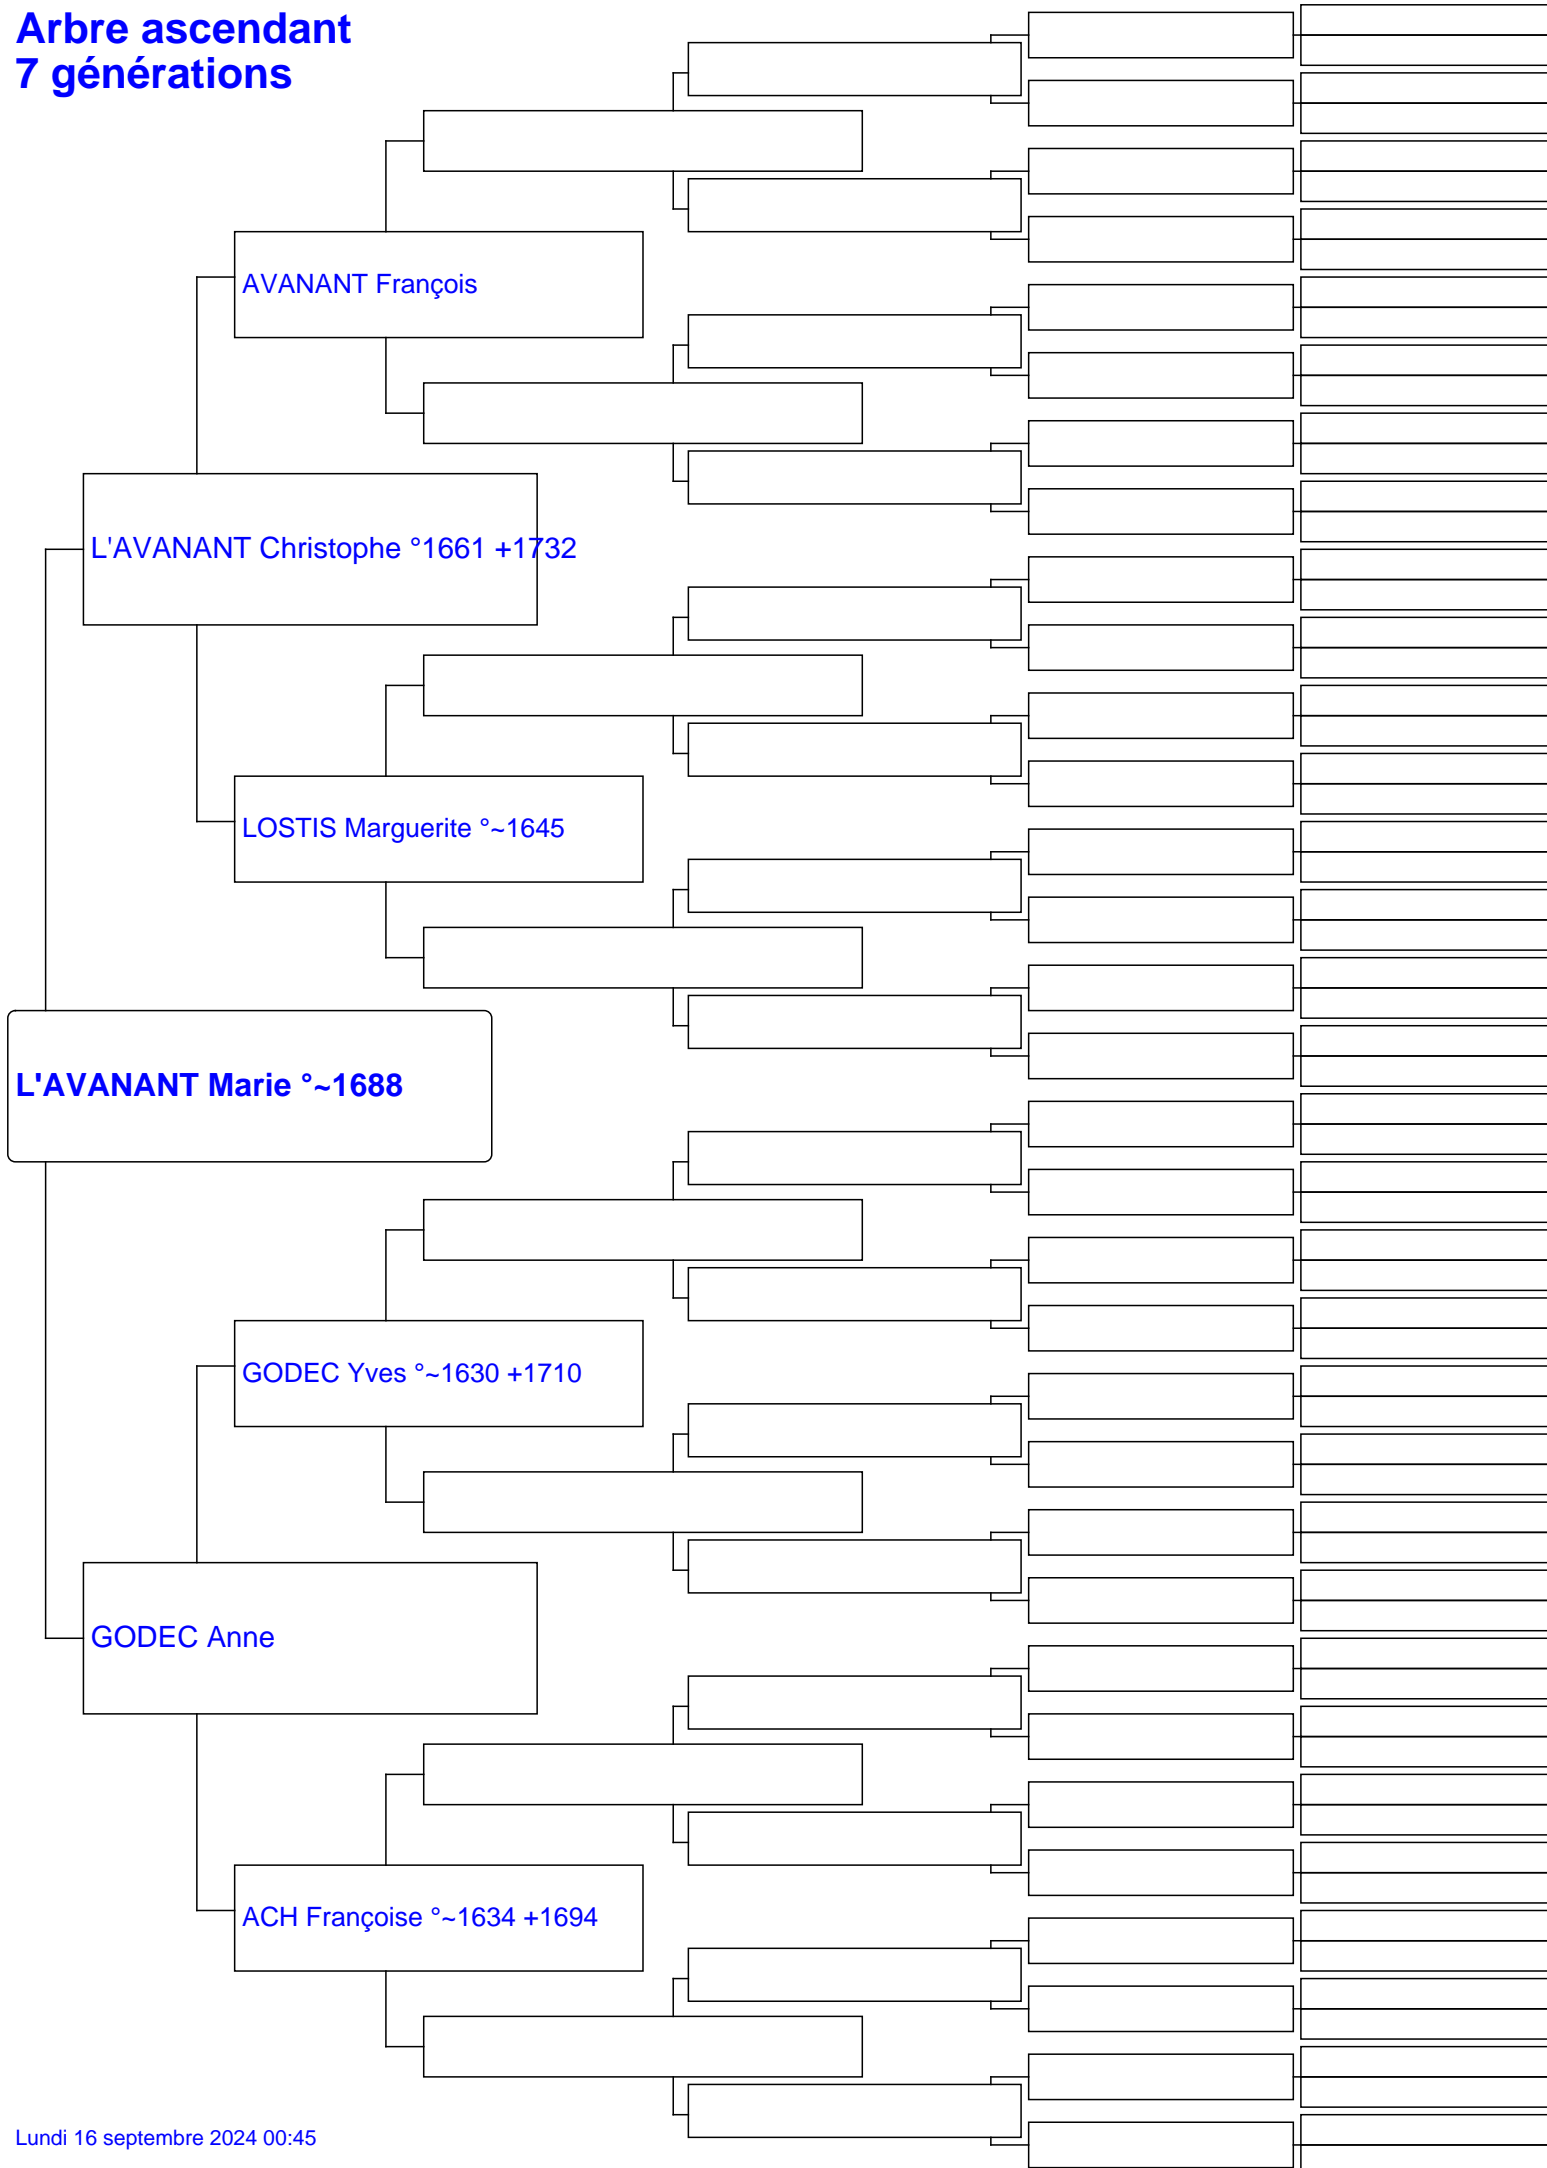 Arbre ascendant
7 générations
AVANANT François
L'AVANANT Christophe °1661 +1732
LOSTIS Marguerite °~1645
L'AVANANT Marie °~1688
GODEC Yves °~1630 +1710
GODEC Anne
ACH Françoise °~1634 +1694
Lundi 16 septembre 2024 00:45